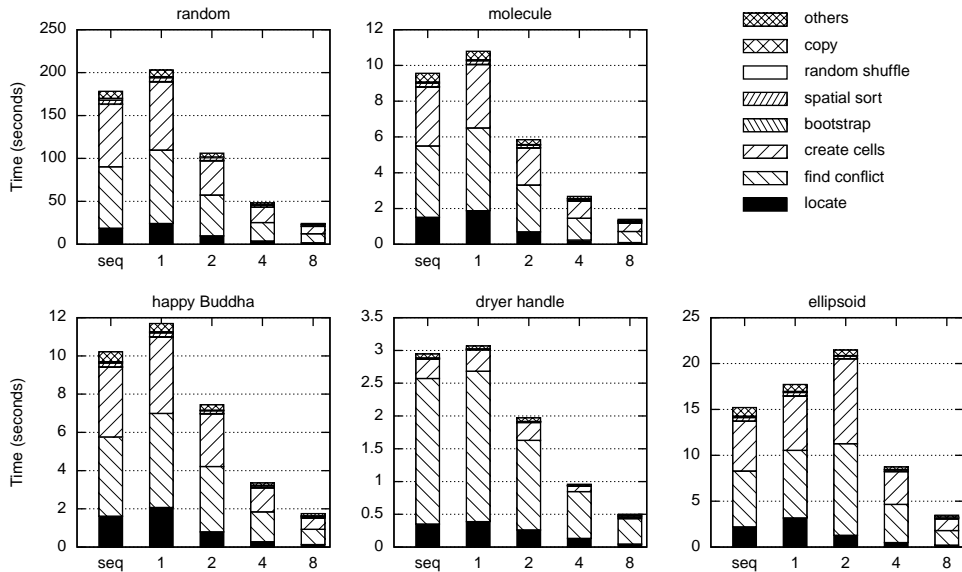 random
Time (seconds)
250
200
150
100
50
0
seq 1 2 4 8
molecule
12
10
8
6
4
2
0
seq 1 2 4 8
others
copy
random shuffle
spatial sort
bootstrap
create cells
find conflict
locate
happy Buddha
Time (seconds)
12
10
8
6
4
2
0
seq 1 2 4 8
dryer handle
3.5
3
2.5
2
1.5
1
0.5
0
seq 1 2 4 8
ellipsoid
25
20
15
10
5
0
seq 1 2 4 8